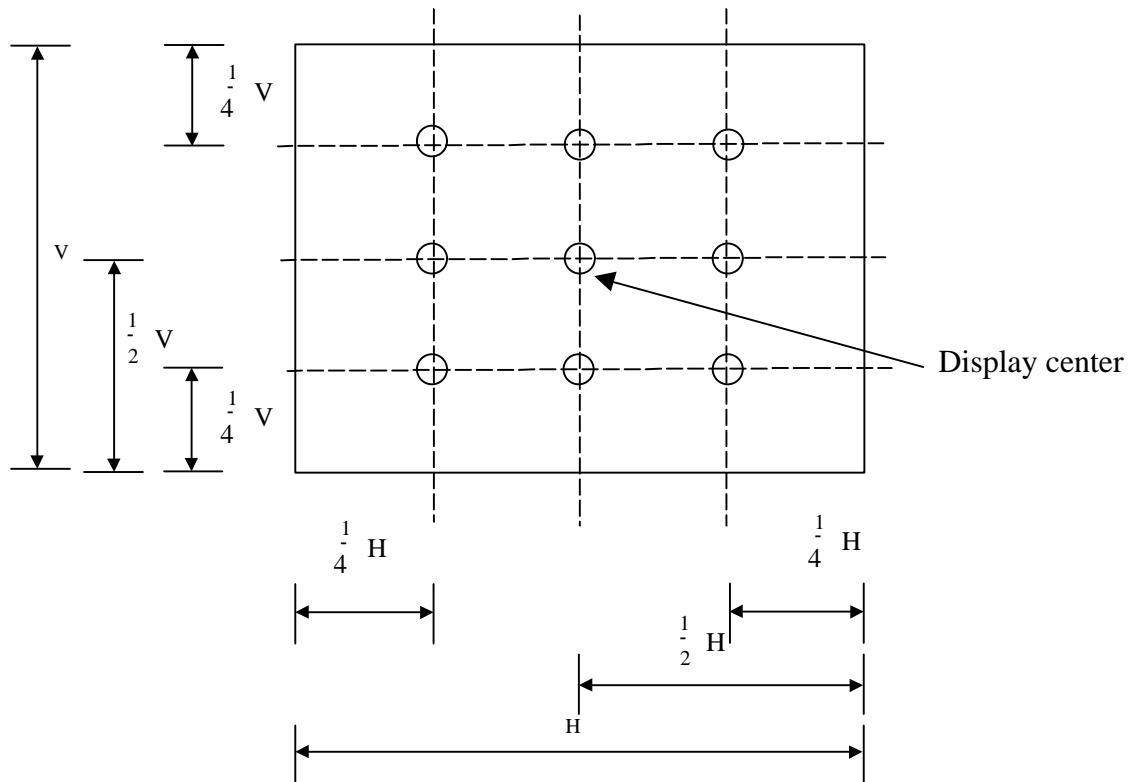 1/4 V
V
1/2 V
Display center
1/4 V
1/4 H
1/4 H
1/2 H
H